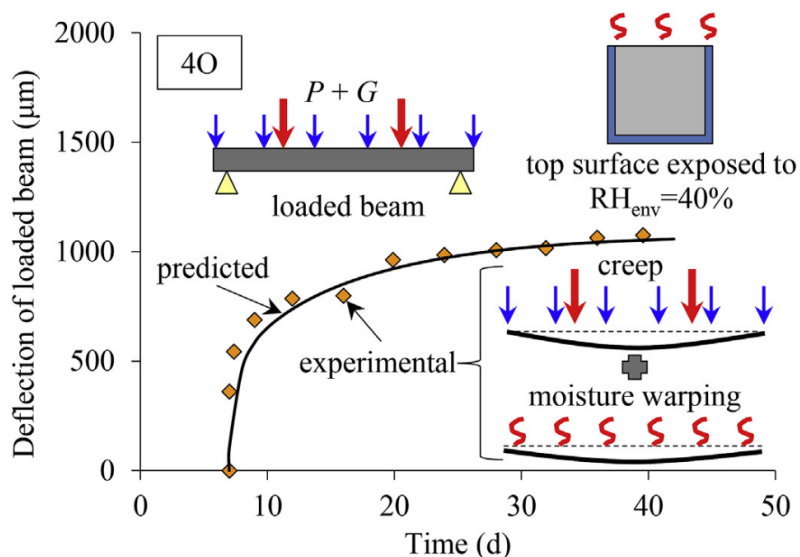 2000
1500
1000
500
0
Deflection of loaded beam (μm)
4O
P + G
loaded beam
top surface exposed to
RHenv=40%
predicted
experimental
creep
moisture warping
0
10
20
30
40
50
Time (d)